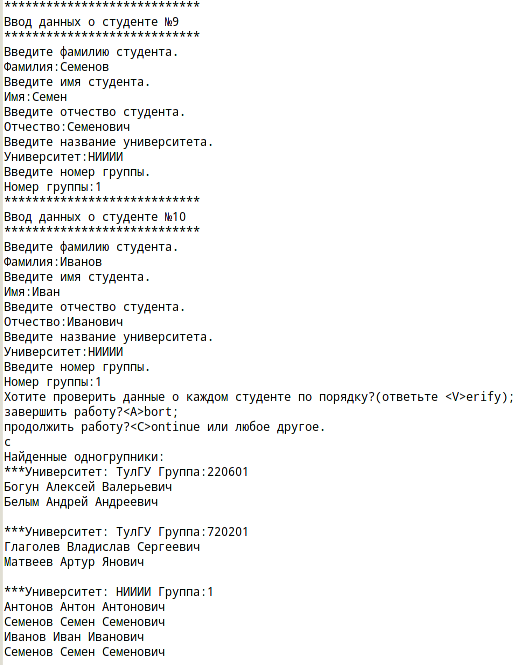 ****************************
Ввод данных о студенте №9
****************************
Введите фамилию студента.
Фамилия:Семенов
Введите имя студента.
Имя:Семен
Введите отчество студента.
Отчество:Семенович
Введите название университета.
Университет:НИИИИ
Введите номер группы.
Номер группы:1
****************************
Ввод данных о студенте №10
****************************
Введите фамилию студента.
Фамилия:Иванов
Введите имя студента.
Имя:Иван
Введите отчество студента.
Отчество:Иванович
Введите название университета.
Университет:НИИИИ
Введите номер группы.
Номер группы:1
Хотите проверить данные о каждом студенте по порядку?(ответьте <V>erify);
завершить работу?<A>bort;
продолжить работу?<C>ontinue или любое другое.
c
Найденные одногрупники:
***Университет: ТулГУ Группа:220601
Богун Алексей Валерьевич
Белым Андрей Андреевич

***Университет: ТулГУ Группа:720201
Глаголев Владислав Сергеевич
Матвеев Артур Янович

***Университет: НИИИИ Группа:1
Антонов Антон Антонович
Семенов Семен Семенович
Иванов Иван Иванович
Семенов Семен Семенович